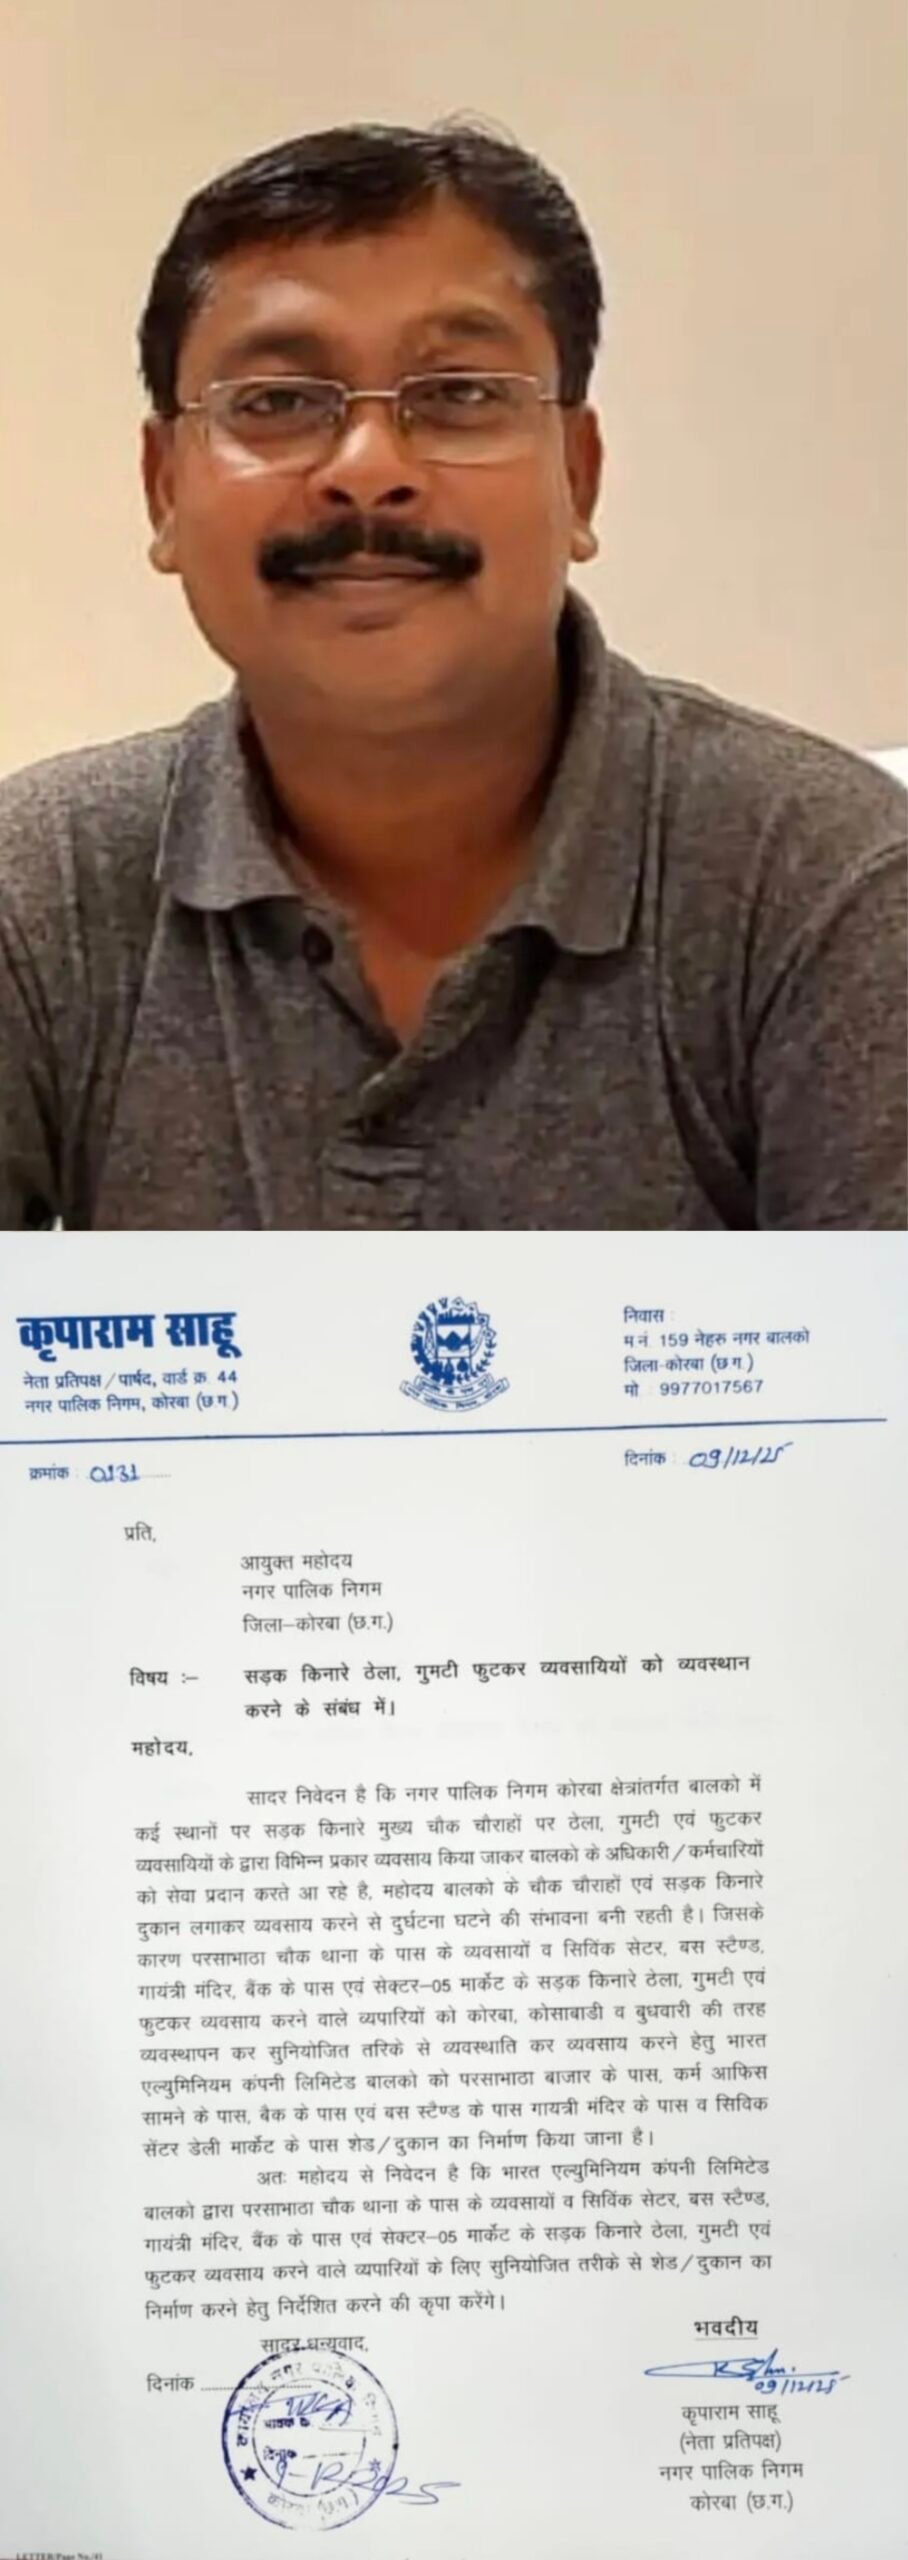 कृपाराम साहू
नेता प्रतिपक्ष / पार्षद, वार्ड क्र. 44
नगर पालिक निगम, कोरबा (छ.ग.)
निवास :
म.नं. 159 नेहरु नगर बालको
जिला-कोरबा (छ.ग.)
मो. 9977017567
क्रमांक : 0131
दिनांक : 09/12/25
प्रति,
आयुक्त महोदय
नगर पालिक निगम
जिला–कोरबा (छ.ग.)
विषय :– सड़क किनारे ठेला, गुमटी फुटकर व्यवसायियों को व्यवस्थान
करने के संबंध में।
महोदय,
सादर निवेदन है कि नगर पालिक निगम कोरबा क्षेत्रांतर्गत बालको में
कई स्थानों पर सड़क किनारे मुख्य चौक चौराहों पर ठेला, गुमटी एवं फुटकर
व्यवसायियों के द्वारा विभिन्न प्रकार व्यवसाय किया जाकर बालको के अधिकारी/कर्मचारियों
को सेवा प्रदान करते आ रहे है, महोदय बालको के चौक चौराहों एवं सड़क किनारे
दुकान लगाकर व्यवसाय करने से दुर्घटना घटने की संभावना बनी रहती है। जिसके
कारण परसाभाठा चौक थाना के पास के व्यवसायों व सिविंक सेटर, बस स्टैण्ड,
गायंत्री मंदिर, बैंक के पास एवं सेक्टर–05 मार्केट के सड़क किनारे ठेला, गुमटी एवं
फुटकर व्यवसाय करने वाले व्यपारियों को कोरबा, कोसाबाडी व बुधवारी की तरह
व्यवस्थापन कर सुनियोजित तरिके से व्यवस्थाति कर व्यवसाय करने हेतु भारत
एल्युमिनियम कंपनी लिमिटेड बालको को परसाभाठा बाजार के पास, कर्म आफिस
सामने के पास, बैक के पास एवं बस स्टैण्ड के पास गायत्री मंदिर के पास व सिविक
सेंटर डेली मार्केट के पास शेड/दुकान का निर्माण किया जाना है।
अतः महोदय से निवेदन है कि भारत एल्युमिनियम कंपनी लिमिटेड
बालको द्वारा परसाभाठा चौक थाना के पास के व्यवसायों व सिविंक सेटर, बस स्टैण्ड,
गायंत्री मंदिर, बैंक के पास एवं सेक्टर–05 मार्केट के सड़क किनारे ठेला, गुमटी एवं
फुटकर व्यवसाय करने वाले व्यपारियों के लिए सुनियोजित तरीके से शेड/दुकान का
निर्माण करने हेतु निर्देशित करने की कृपा करेंगे।
सादर धन्यवाद,
भवदीय
दिनांक
09/12/25
कृपाराम साहू
(नेता प्रतिपक्ष)
नगर पालिक निगम
कोरबा (छ.ग.)
आवक क्र.
दिनांक
9-12-2025
कोरबा (छ.ग.)